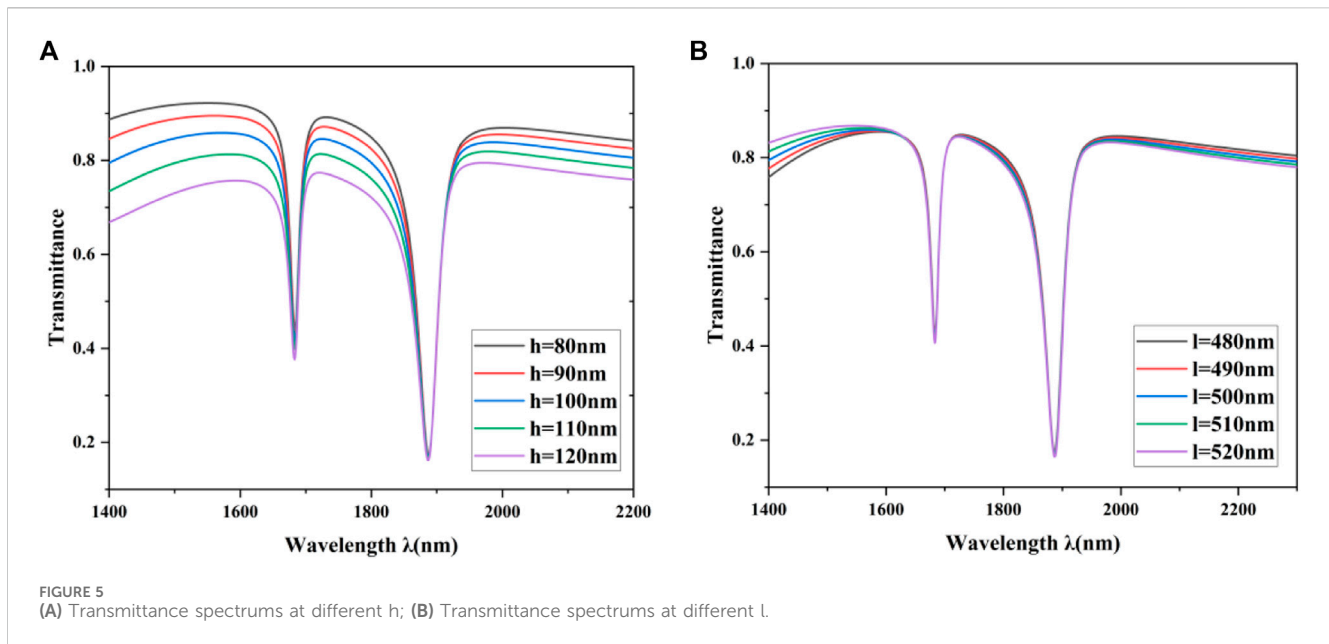 A
1.0
0.8
0.6
0.4
0.2
Transmittance
h=80nm
h=90nm
h=100nm
h=110nm
h=120nm
1400
1600
1800
2000
2200
Wavelength λ(nm)
B
1.0
0.8
0.6
0.4
0.2
Transmittance
l=480nm
l=490nm
l=500nm
l=510nm
l=520nm
1400
1600
1800
2000
2200
Wavelength λ(nm)
FIGURE 5
(A) Transmittance spectrums at different h; (B) Transmittance spectrums at different l.